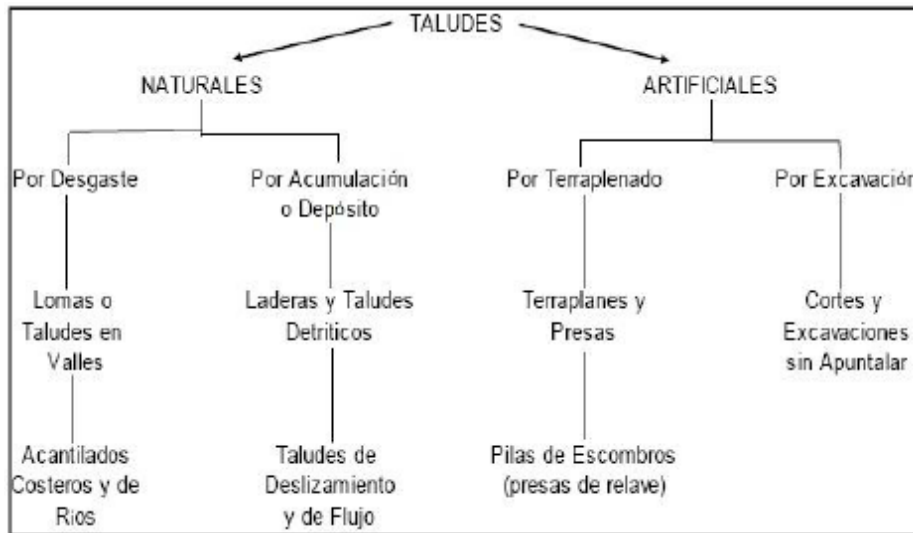 TALUDES
NATURALES
ARTIFICIALES
Por Desgaste
Por Acumulación
o Depósito
Por Terraplenado
Por Excavación
Lomas o
Taludes en
Valles
Laderas y Taludes
Detriticos
Terraplanes y
Presas
Cortes y
Excavaciones
sin Apuntalar
Acantilados
Costeros y de
Rios
Taludes de
Deslizamiento
y de Flujo
Pilas de Escombros
(presas de relave)